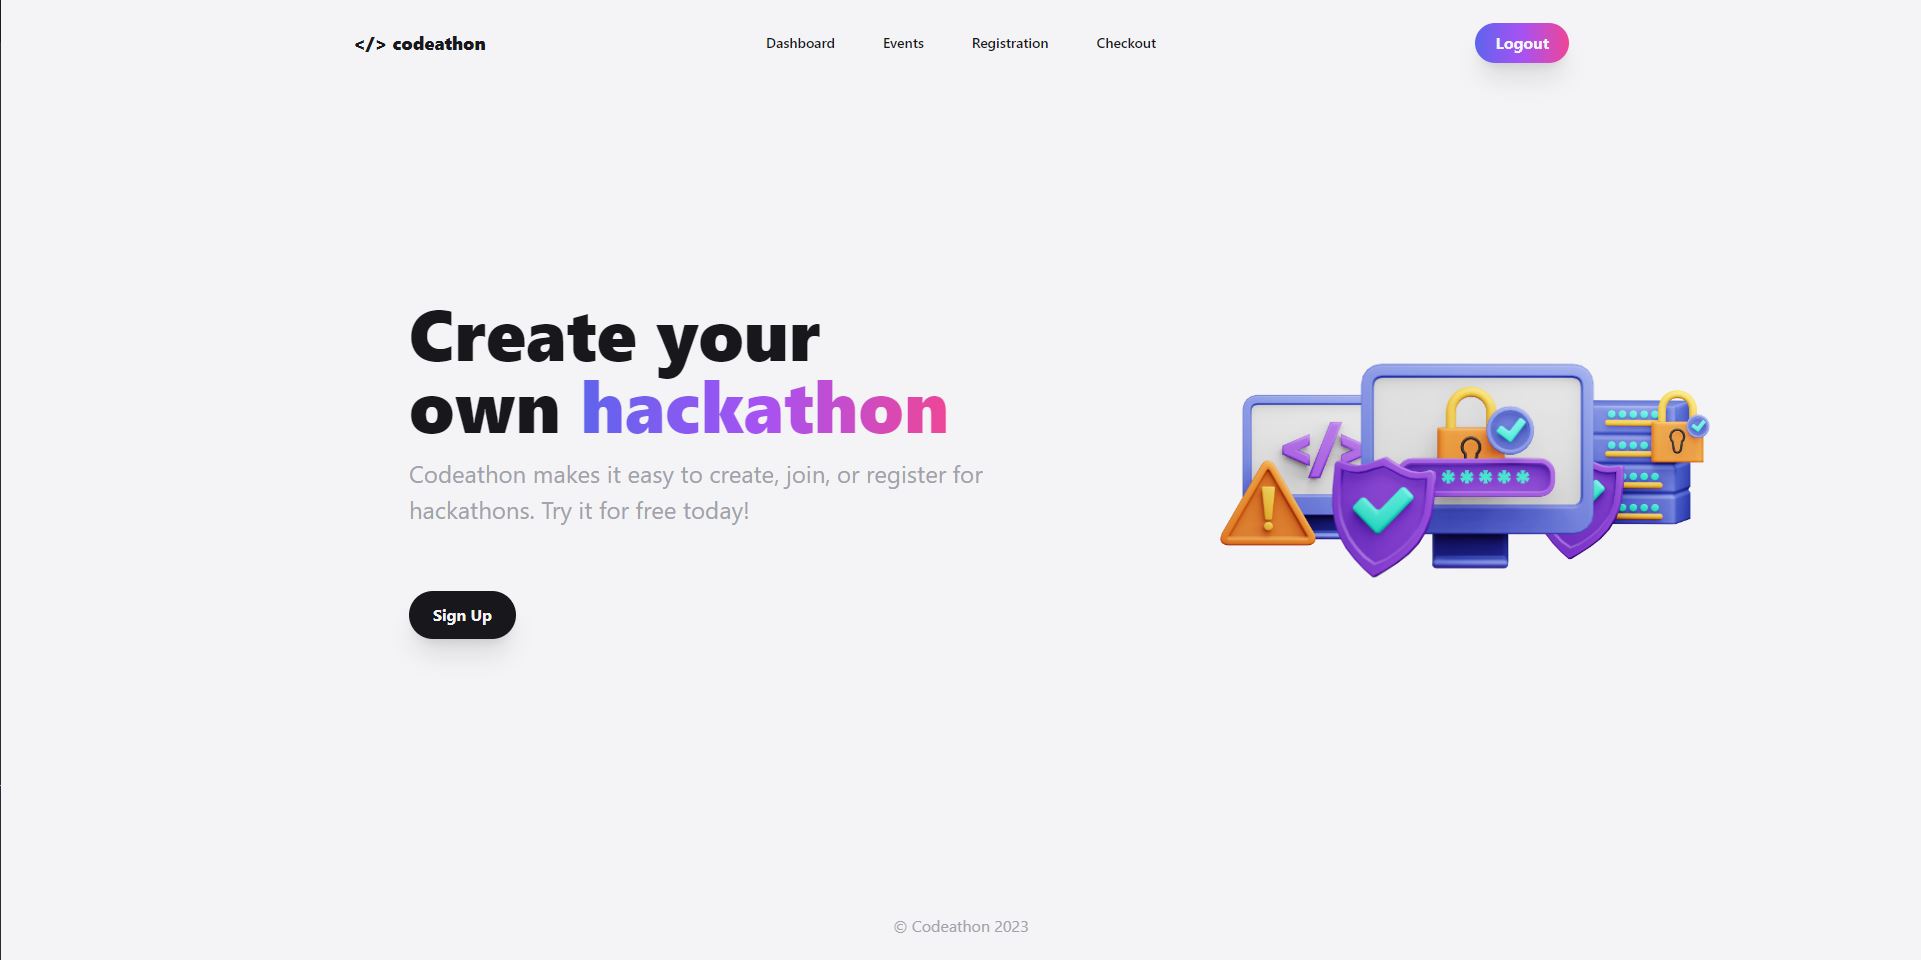 </> codeathon
Dashboard
Events
Registration
Checkout
Logout
Create your
own hackathon
Codeathon makes it easy to create, join, or register for
hackathons. Try it for free today!
</>
*****
Sign Up
© Codeathon 2023